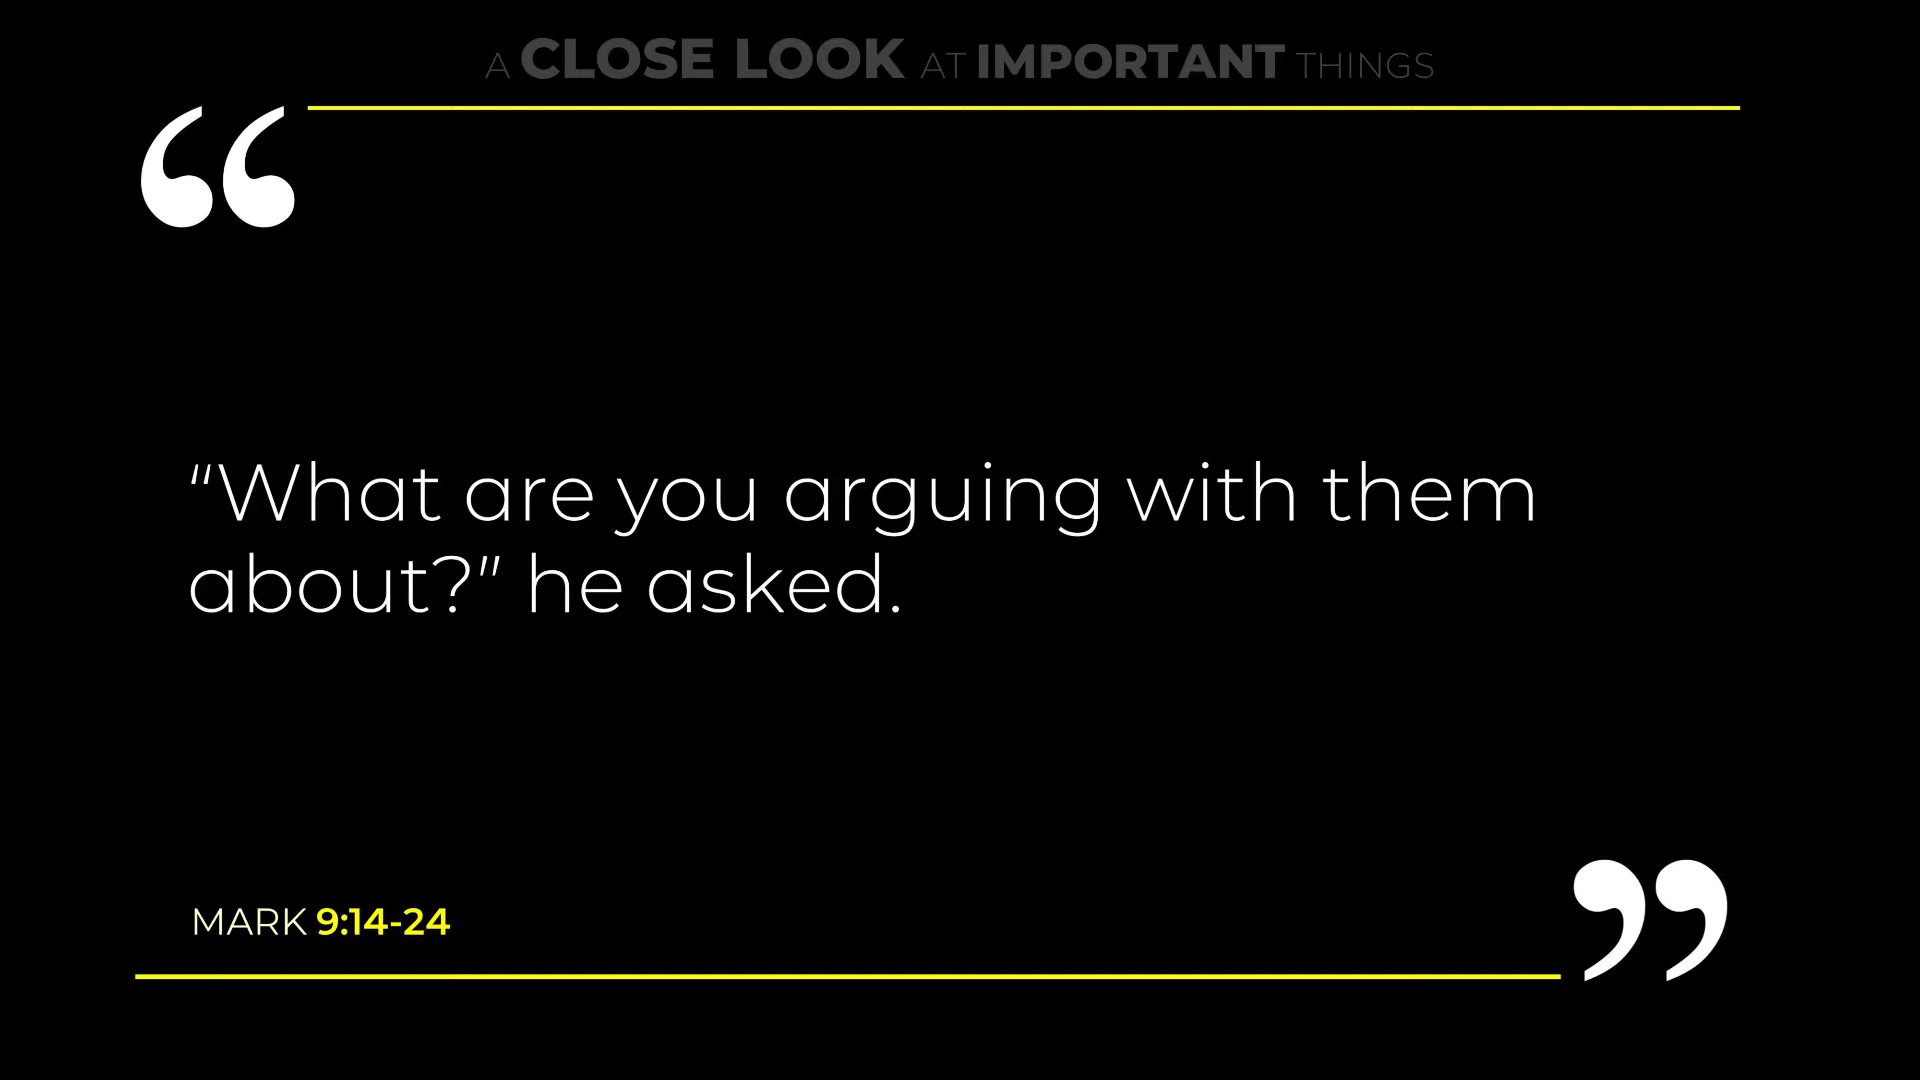 A CLOSE LOOK AT IMPORTANT THINGS
“
“What are you arguing with them
about?” he asked.
MARK 9:14-24
”